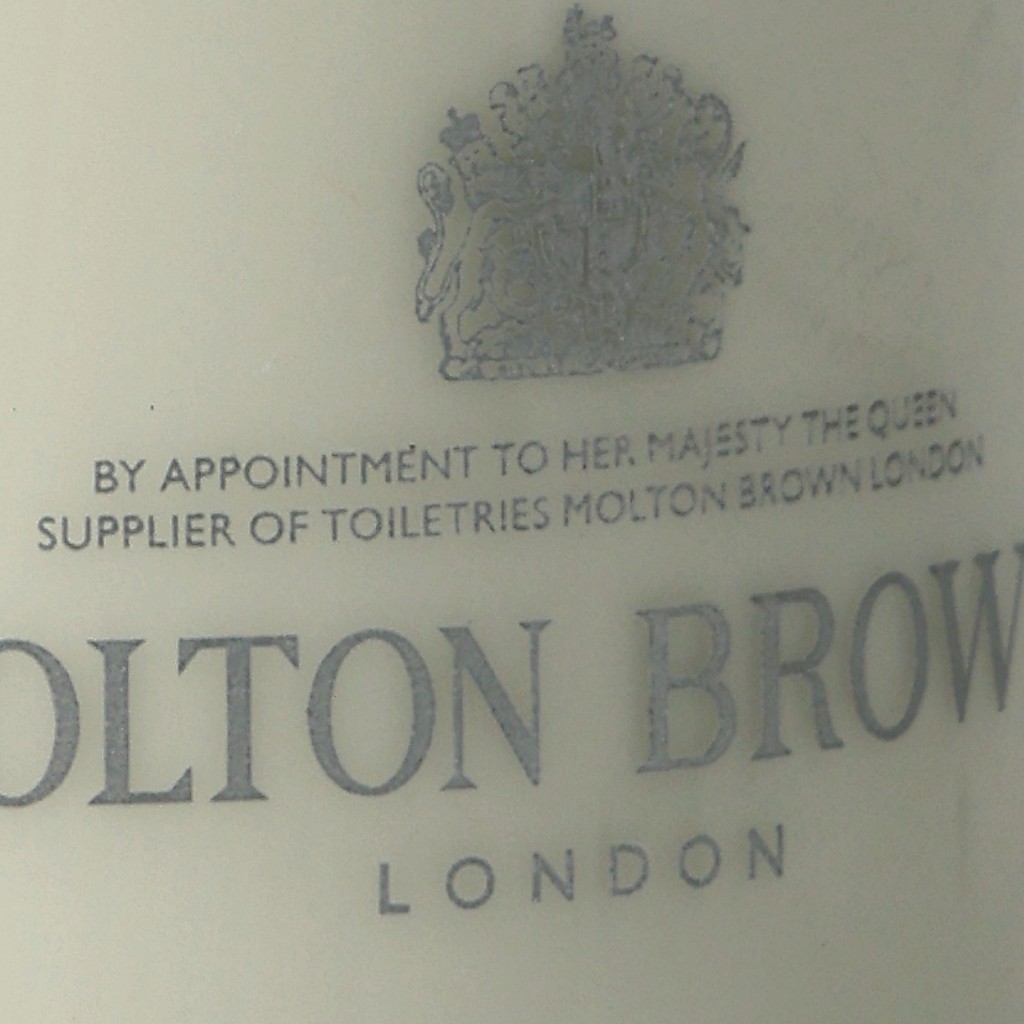 BY APPOINTMENT TO HER MAJESTY THE QUEEN
SUPPLIER OF TOILETRIES MOLTON BROWN LONDON
OLTON BROW
LONDON